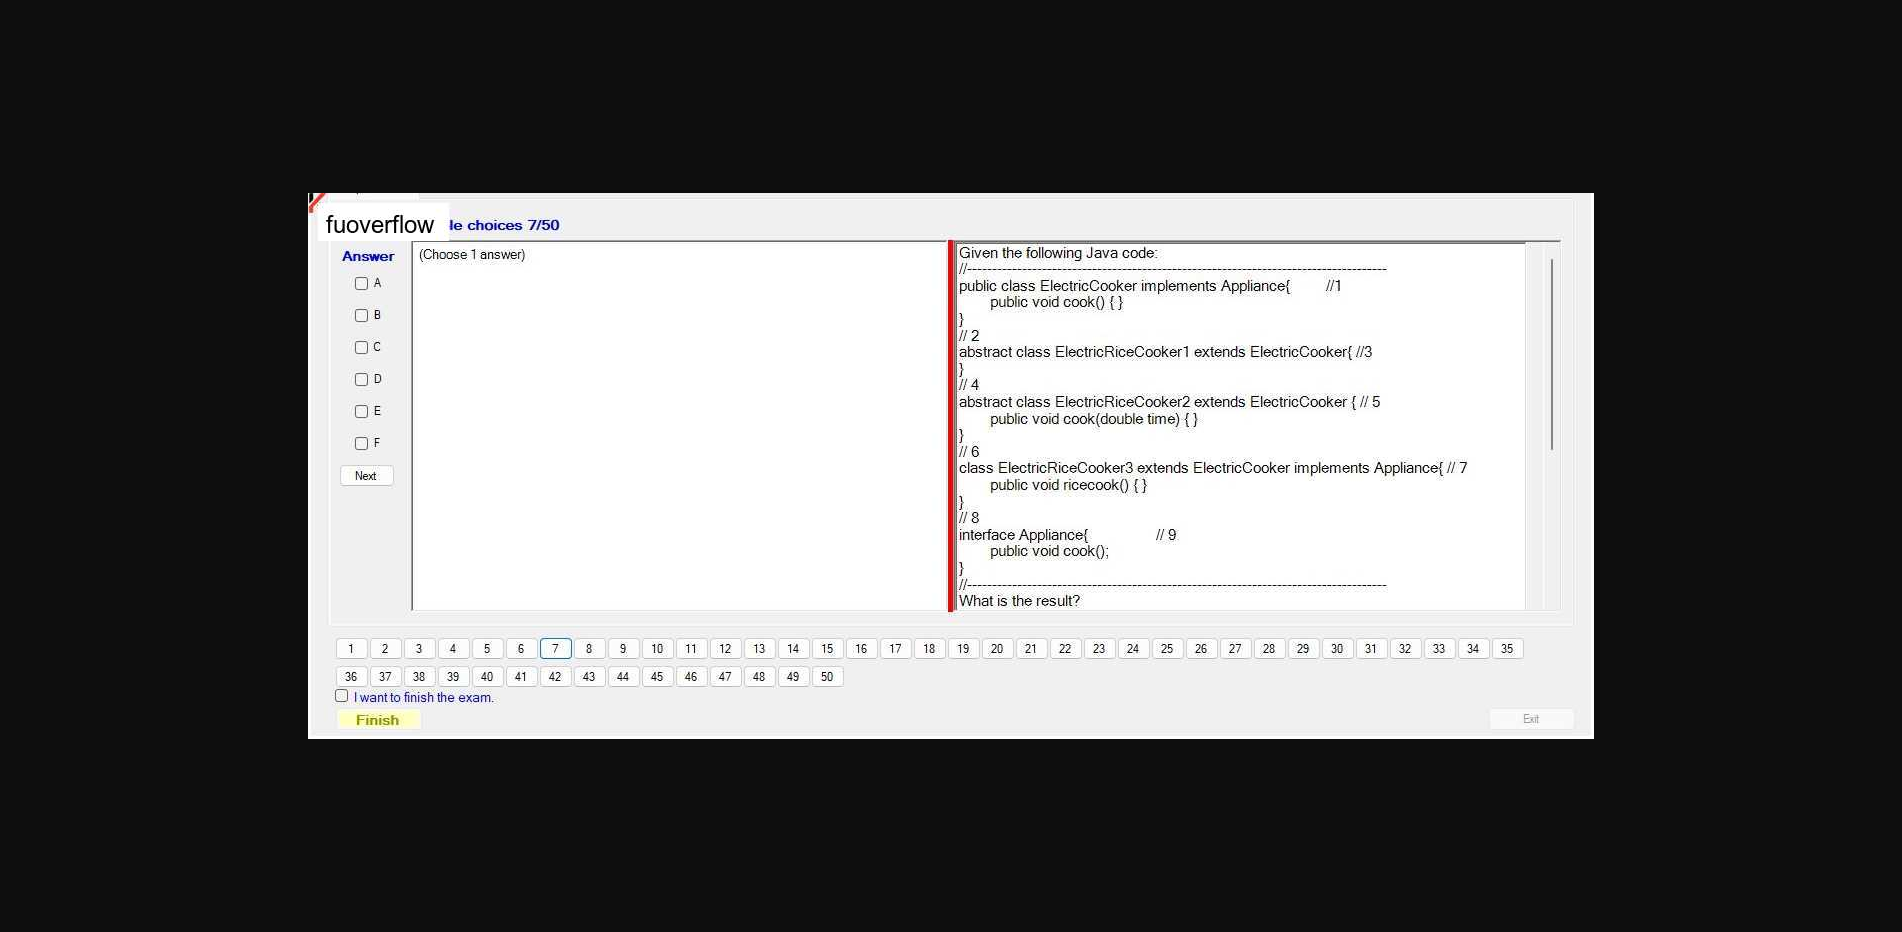 fuoverflow le choices 7/50
Answer
A
B
C
D
E
F
Next
(Choose 1 answer)
Given the following Java code:
//------------------------------------------------------------------------------------
public class ElectricCooker implements Appliance{ //1
public void cook() { }
}
// 2
abstract class ElectricRiceCooker1 extends ElectricCooker{ //3
}
// 4
abstract class ElectricRiceCooker2 extends ElectricCooker { // 5
public void cook(double time) { }
}
// 6
class ElectricRiceCooker3 extends ElectricCooker implements Appliance{ // 7
public void ricecook() { }
}
// 8
interface Appliance{ // 9
public void cook();
}
//------------------------------------------------------------------------------------
What is the result?
1 2 3 4 5 6 7 8 9 10 11 12 13 14 15 16 17 18 19 20 21 22 23 24 25 26 27 28 29 30 31 32 33 34 35
36 37 38 39 40 41 42 43 44 45 46 47 48 49 50
I want to finish the exam.
Finish
Exit